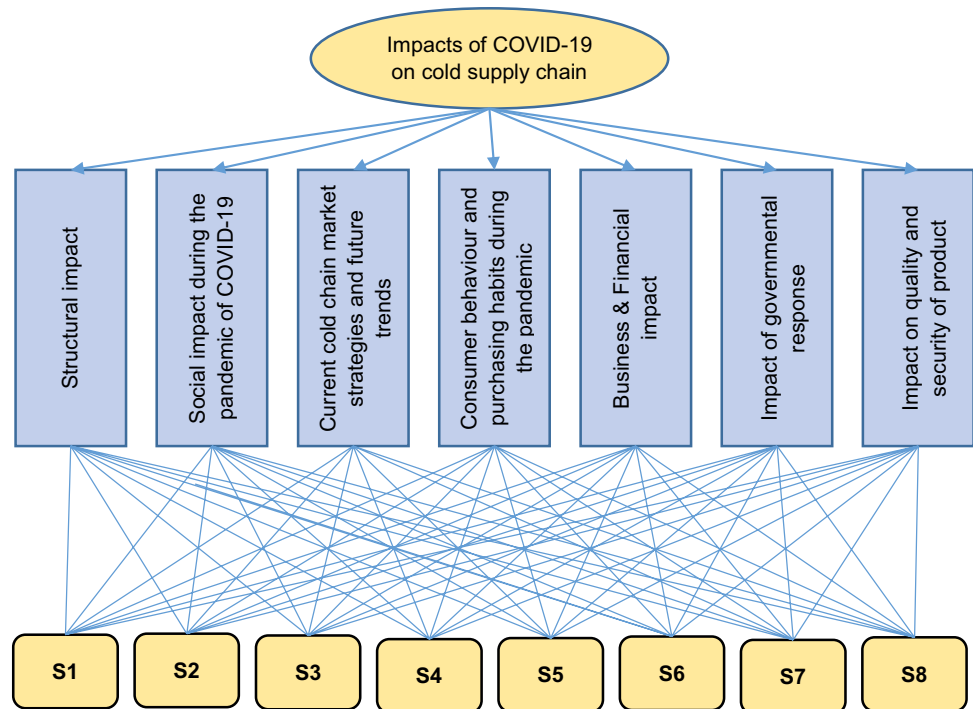 Impacts of COVID-19
on cold supply chain
Structural impact
Social impact during the
pandemic of COVID-19
Current cold chain market
strategies and future
trends
Consumer behaviour and
purchasing habits during
the pandemic
Business & Financial
impact
Impact of governmental
response
Impact on quality and
security of product
S1
S2
S3
S4
S5
S6
S7
S8